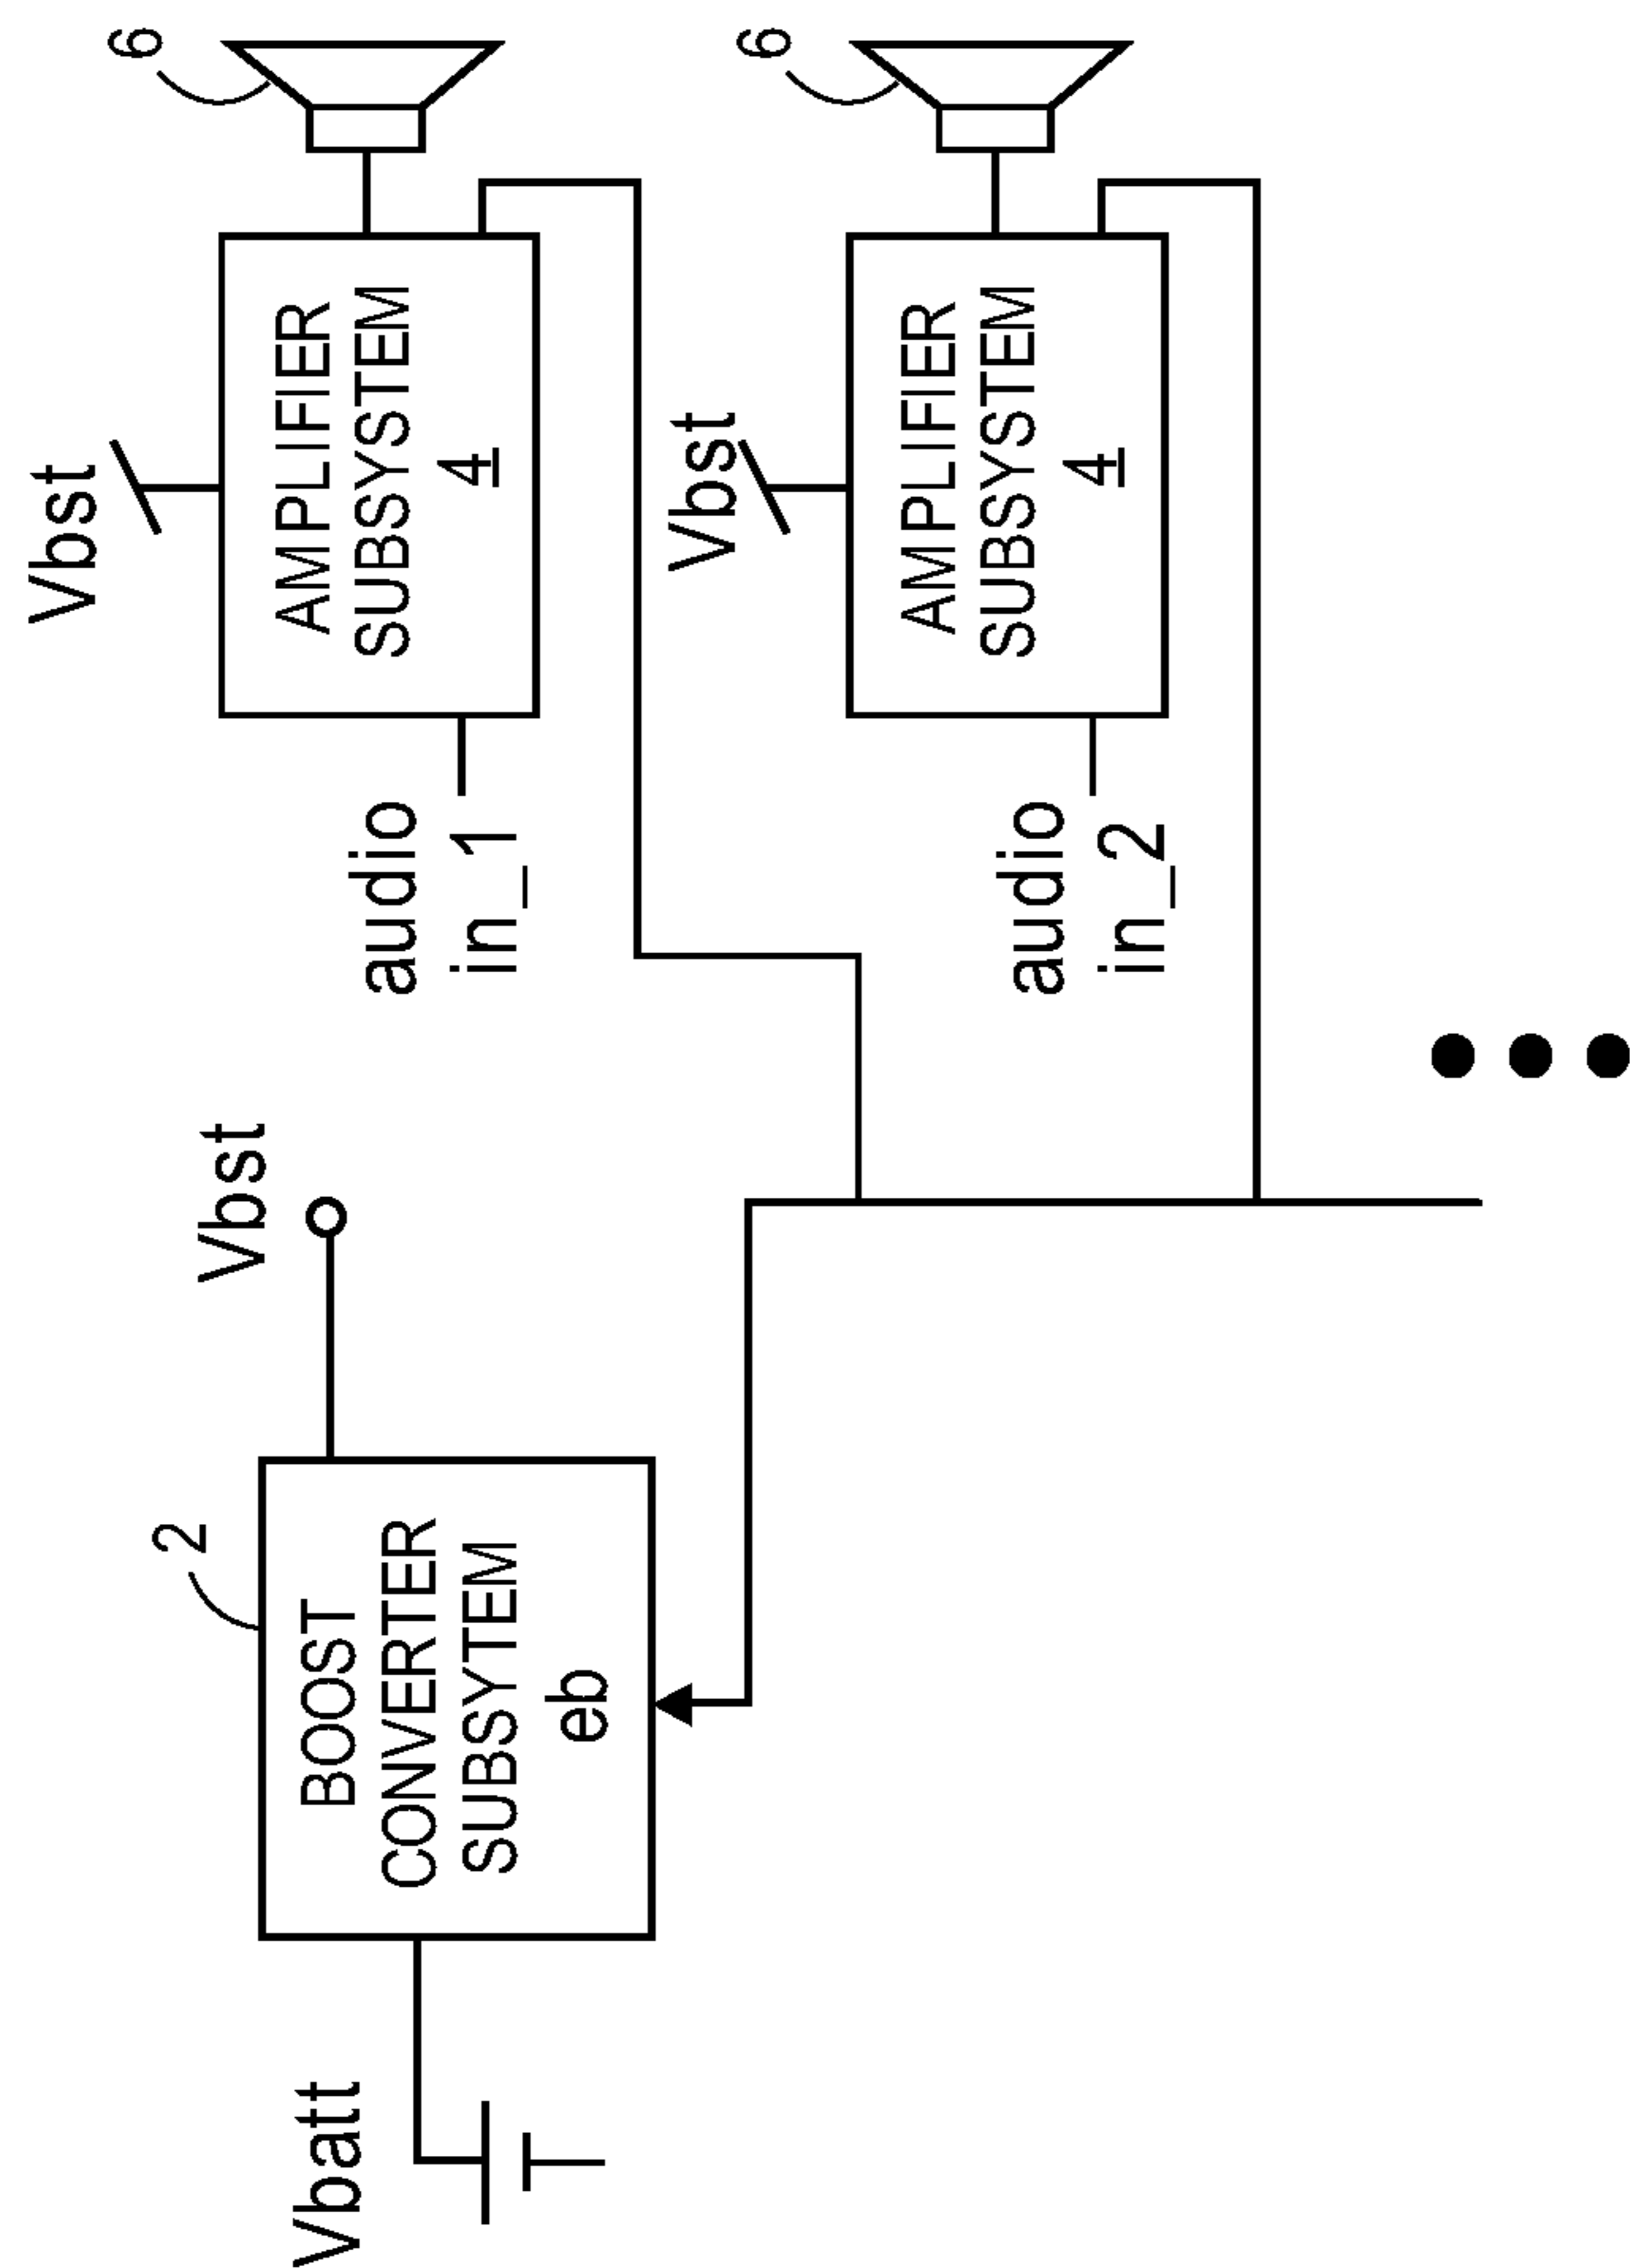 Vbatt
2
BOOST
CONVERTER
SUBSYTEM
eb
Vbst
Vbst
AMPLIFIER
SUBSYSTEM
4
audio
in_1
6
Vbst
AMPLIFIER
SUBSYSTEM
4
audio
in_2
6